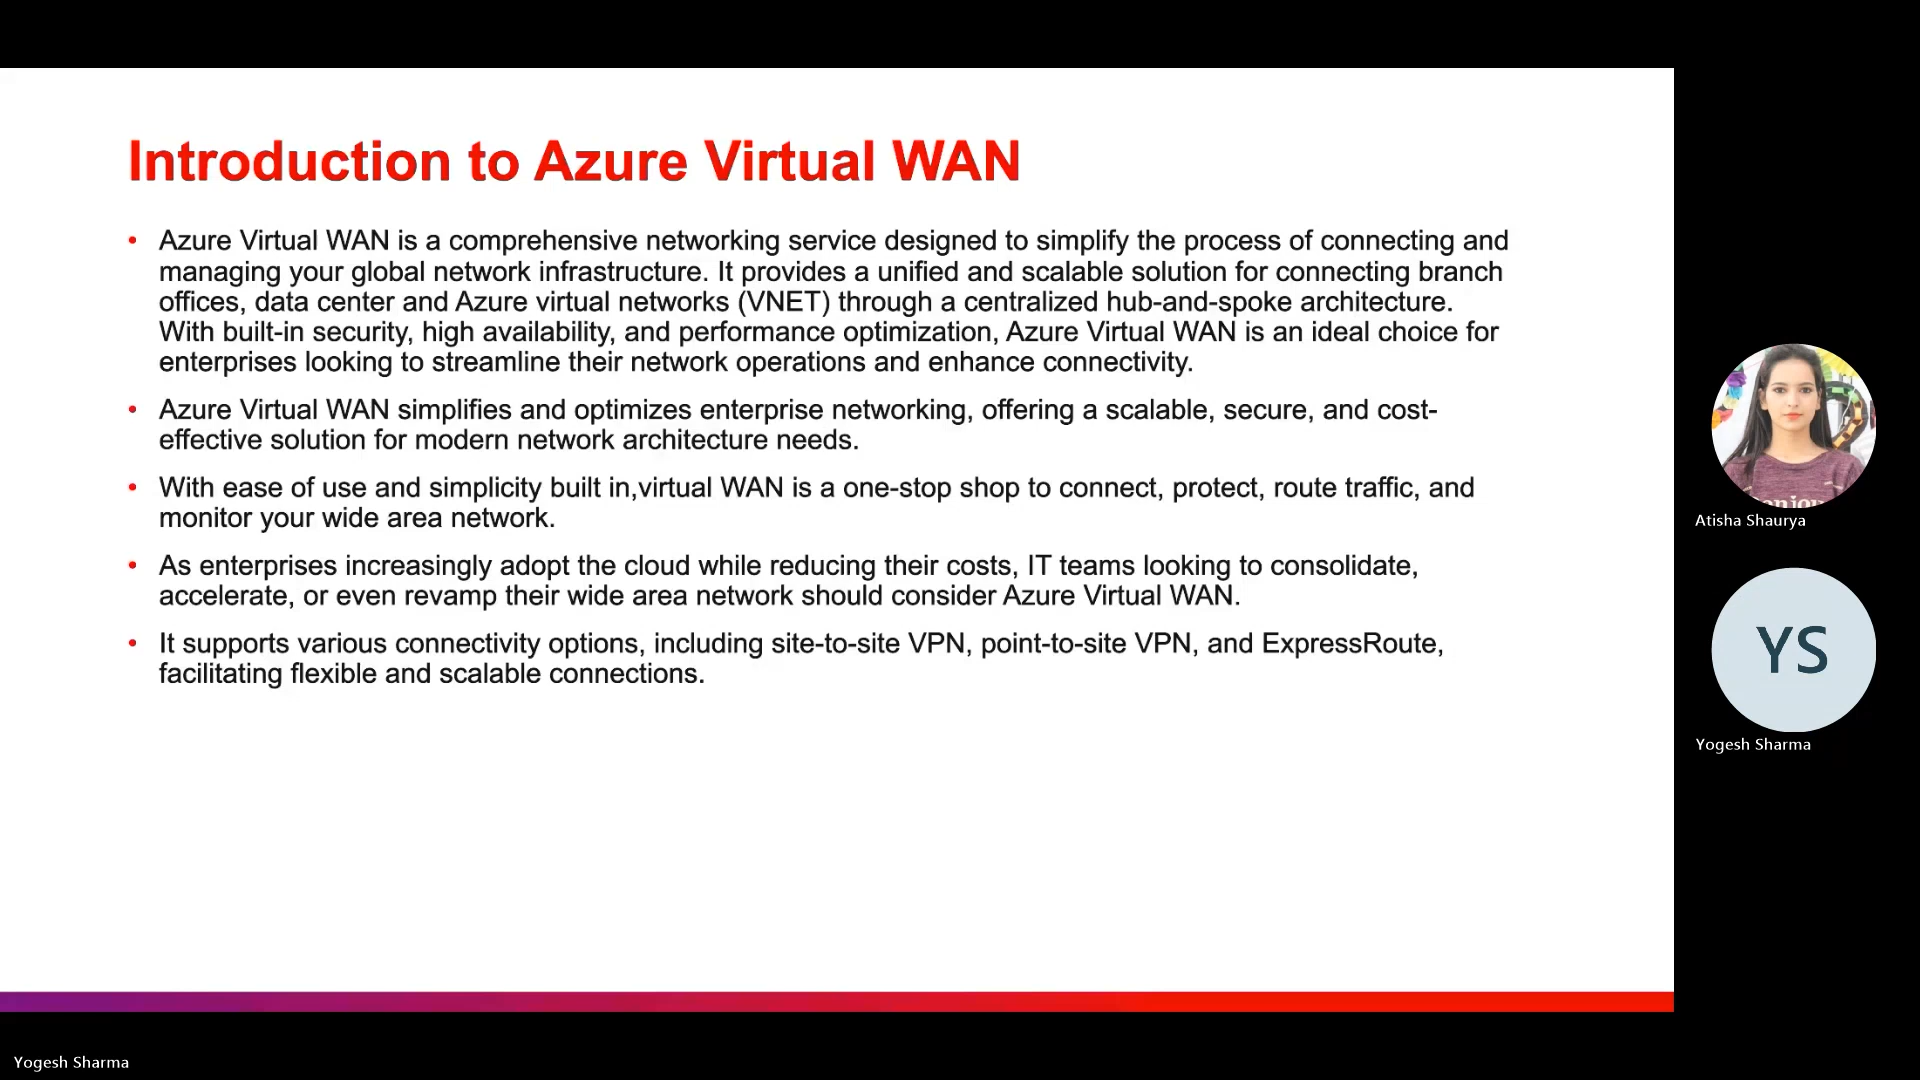 Introduction to Azure Virtual WAN
• Azure Virtual WAN is a comprehensive networking service designed to simplify the process of connecting and
managing your global network infrastructure. It provides a unified and scalable solution for connecting branch
offices, data center and Azure virtual networks (VNET) through a centralized hub-and-spoke architecture.
With built-in security, high availability, and performance optimization, Azure Virtual WAN is an ideal choice for
enterprises looking to streamline their network operations and enhance connectivity.
• Azure Virtual WAN simplifies and optimizes enterprise networking, offering a scalable, secure, and cost-
effective solution for modern network architecture needs.
• With ease of use and simplicity built in,virtual WAN is a one-stop shop to connect, protect, route traffic, and
monitor your wide area network.
• As enterprises increasingly adopt the cloud while reducing their costs, IT teams looking to consolidate,
accelerate, or even revamp their wide area network should consider Azure Virtual WAN.
• It supports various connectivity options, including site-to-site VPN, point-to-site VPN, and ExpressRoute,
facilitating flexible and scalable connections.
Atisha Shaurya
YS
Yogesh Sharma
Yogesh Sharma